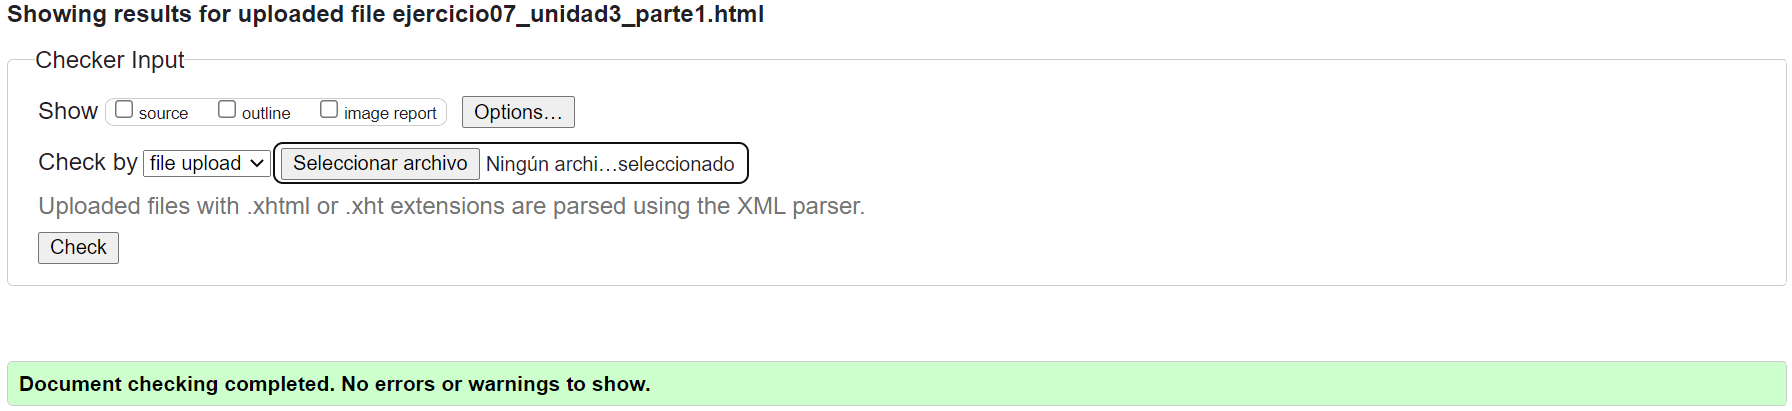 Showing results for uploaded file ejercicio07_unidad3_parte1.html
Checker Input
Show source outline image report Options...
Check by file upload Seleccionar archivo Ningún archi...seleccionado
Uploaded files with .xhtml or .xht extensions are parsed using the XML parser.
Check
Document checking completed. No errors or warnings to show.